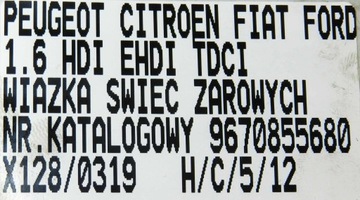 PEUGEOT CITROEN FIAT FORD
1.6 HDI EHDI TDCI
WIAZKA SWIEC ZAROWYCH
NR.KATALOGOWY 9670855680
X128/0319 H/C/5/12